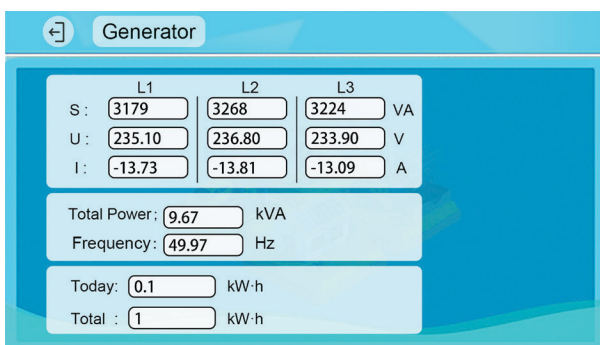 Generator
L1 L2 L3
S : 3179 3268 3224 VA
U : 235.10 236.80 233.90 V
I : -13.73 -13.81 -13.09 A
Total Power: 9.67 kVA
Frequency: 49.97 Hz
Today: 0.1 kW·h
Total : 1 kW·h